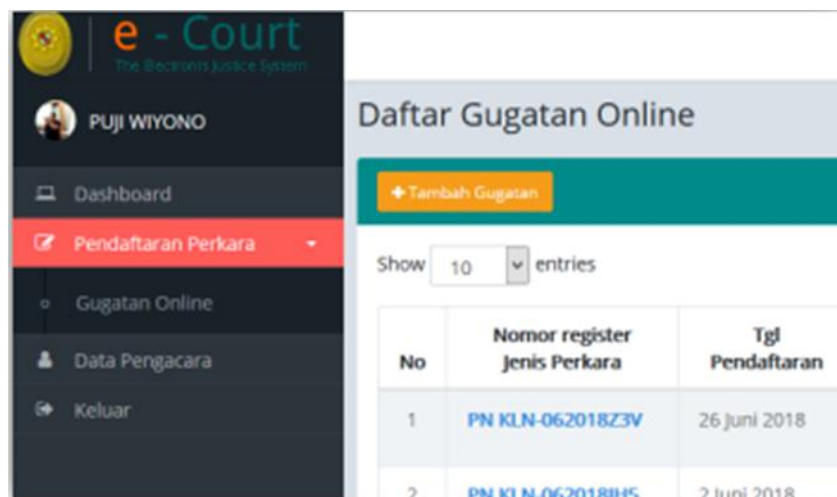 e - Court
The Electronis Justice System
PUJI WIYONO
Dashboard
Pendaftaran Perkara
Gugatan Online
Data Pengacara
Keluar
Daftar Gugatan Online
+Tambah Gugatan
Show 10 entries
No
Nomor register
Jenis Perkara
Tgl
Pendaftaran
1 PN KLN-062018Z3V 26 Juni 2018
2 2 Juni 2018